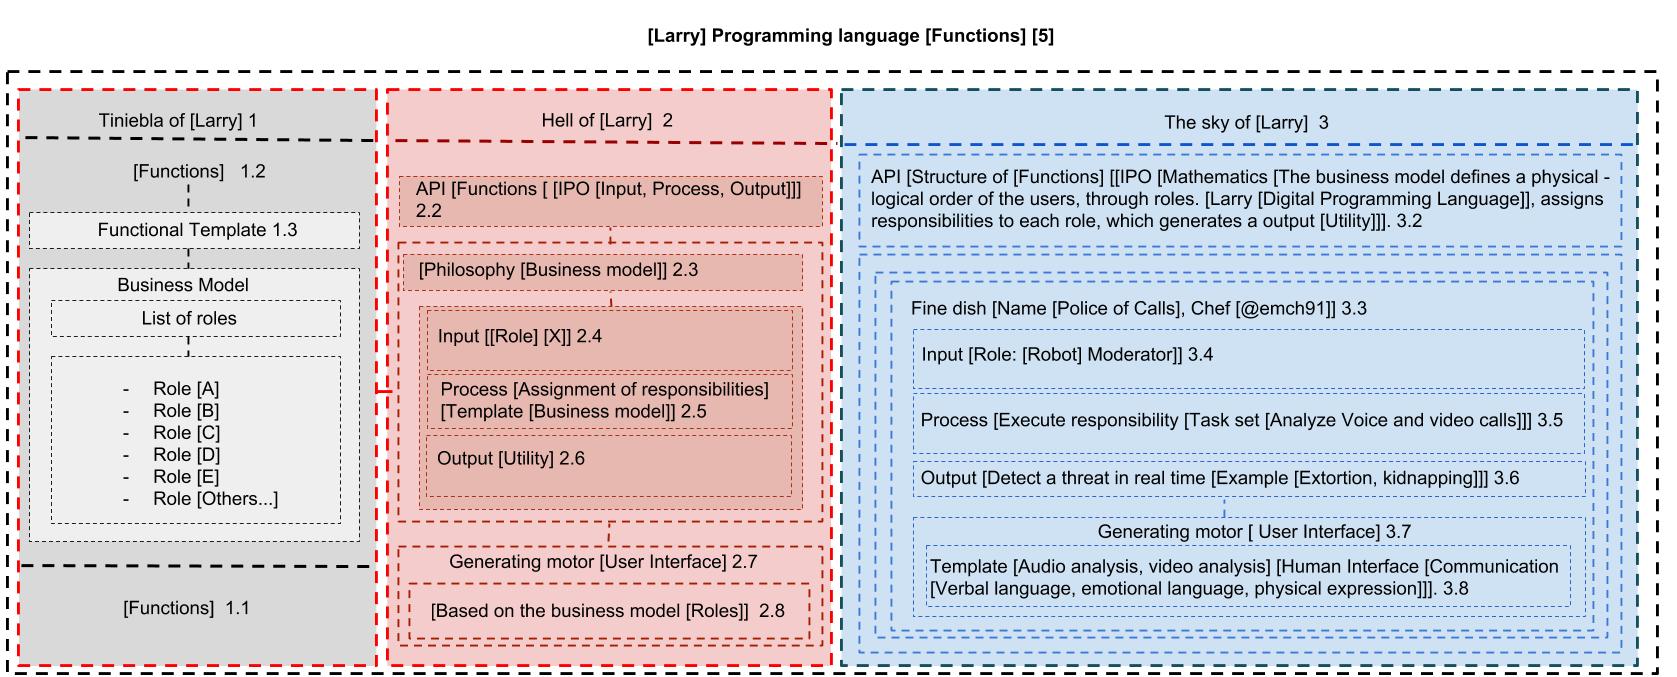 [Larry] Programming language [Functions] [5]
Tiniebla of [Larry] 1
[Functions] 1.2
Functional Template 1.3
Business Model
List of roles
- Role [A]
- Role [B]
- Role [C]
- Role [D]
- Role [E]
- Role [Others...]
[Functions] 1.1
Hell of [Larry] 2
API [Functions [ [IPO [Input, Process, Output]]]
2.2
[Philosophy [Business model]] 2.3
Input [[Role] [X]] 2.4
Process [Assignment of responsibilities]
[Template [Business model]] 2.5
Output [Utility] 2.6
Generating motor [User Interface] 2.7
[Based on the business model [Roles]] 2.8
The sky of [Larry] 3
API [Structure of [Functions] [[IPO [Mathematics [The business model defines a physical -
logical order of the users, through roles. [Larry [Digital Programming Language]], assigns
responsibilities to each role, which generates a output [Utility]]]. 3.2
Fine dish [Name [Police of Calls], Chef [@emch91]] 3.3
Input [Role: [Robot] Moderator]] 3.4
Process [Execute responsibility [Task set [Analyze Voice and video calls]]] 3.5
Output [Detect a threat in real time [Example [Extortion, kidnapping]]] 3.6
Generating motor [ User Interface] 3.7
Template [Audio analysis, video analysis] [Human Interface [Communication
[Verbal language, emotional language, physical expression]]]. 3.8